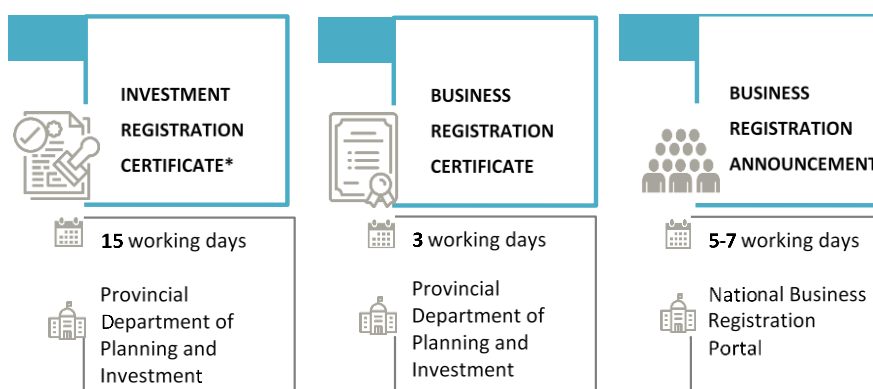 INVESTMENT
REGISTRATION
CERTIFICATE*
15 working days
Provincial
Department of
Planning and
Investment
BUSINESS
REGISTRATION
CERTIFICATE
3 working days
Provincial
Department of
Planning and
Investment
BUSINESS
REGISTRATION
ANNOUNCEMENT
5-7 working days
National Business
Registration
Portal